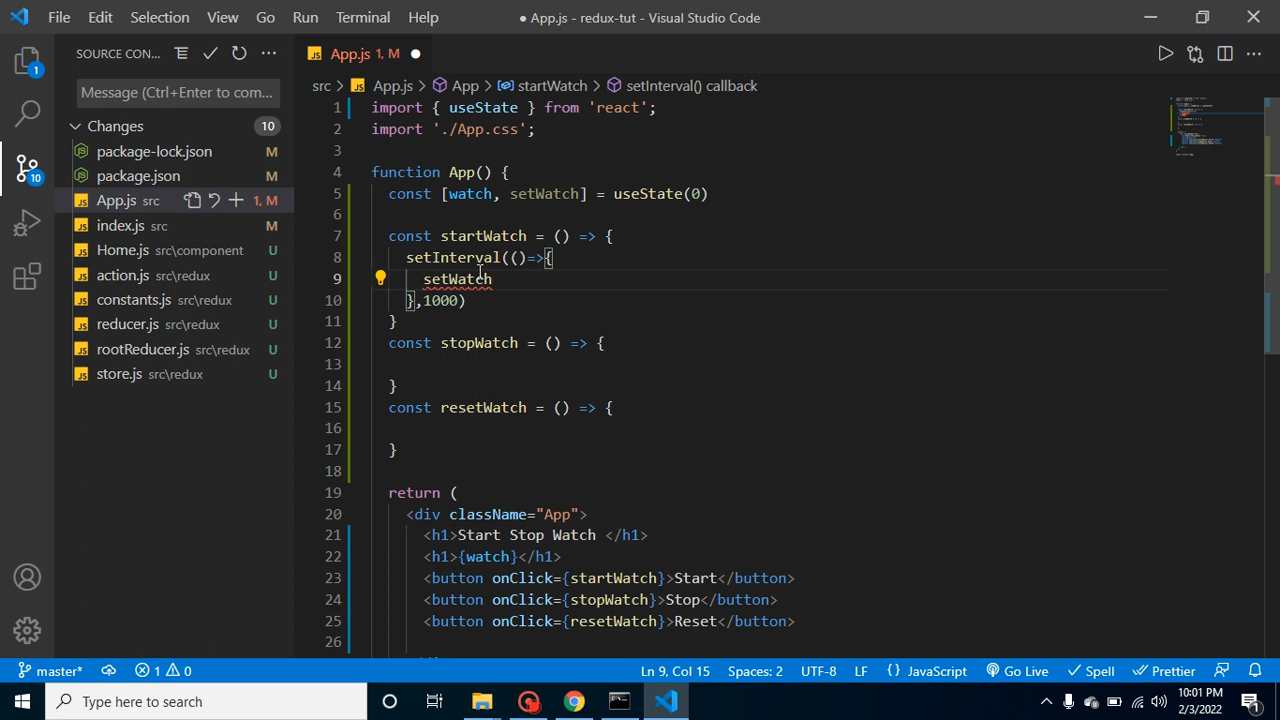 File Edit Selection View Go Run Terminal Help
● App.js - redux-tut - Visual Studio Code
SOURCE CON...
Message (Ctrl+Enter to com...
Changes 10
package-lock.json M
package.json M
App.js src 1, M
index.js src M
Home.js src\component U
action.js src\redux U
constants.js src\redux U
reducer.js src\redux U
rootReducer.js src\redux U
store.js src\redux U
1
10
App.js 1, M
src > App.js > App > startWatch > setInterval() callback
1 import { useState } from 'react';
2 import './App.css';
3
4 function App() {
5 const [watch, setWatch] = useState(0)
6
7 const startWatch = () => {
8 setInterval(()=>{
9 setWatch
10 },1000)
11 }
12 const stopWatch = () => {
13
14 }
15 const resetWatch = () => {
16
17 }
18
19 return (
20 <div className="App">
21 <h1>Start Stop Watch </h1>
22 <h1>{watch}</h1>
23 <button onClick={startWatch}>Start</button>
24 <button onClick={stopWatch}>Stop</button>
25 <button onClick={resetWatch}>Reset</button>
26
master* 1 0 Ln 9, Col 15 Spaces: 2 UTF-8 LF {} JavaScript Go Live Spell Prettier
Type here to search
10:01 PM
2/3/2022
1